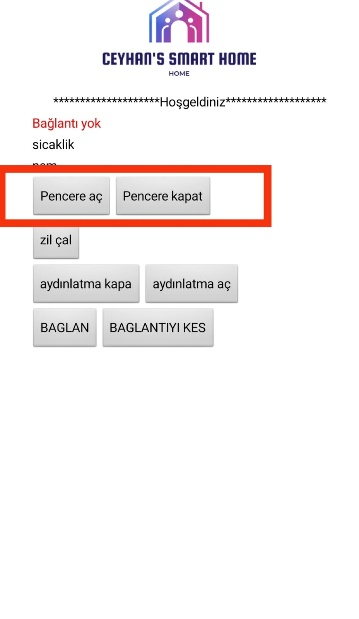 CEYHAN'S SMART HOME
HOME
********************Hoşgeldiniz*******************
Bağlantı yok
sicaklik
nem
Pencere aç Pencere kapat
zil çal
aydınlatma kapa aydınlatma aç
BAGLAN BAGLANTIYI KES